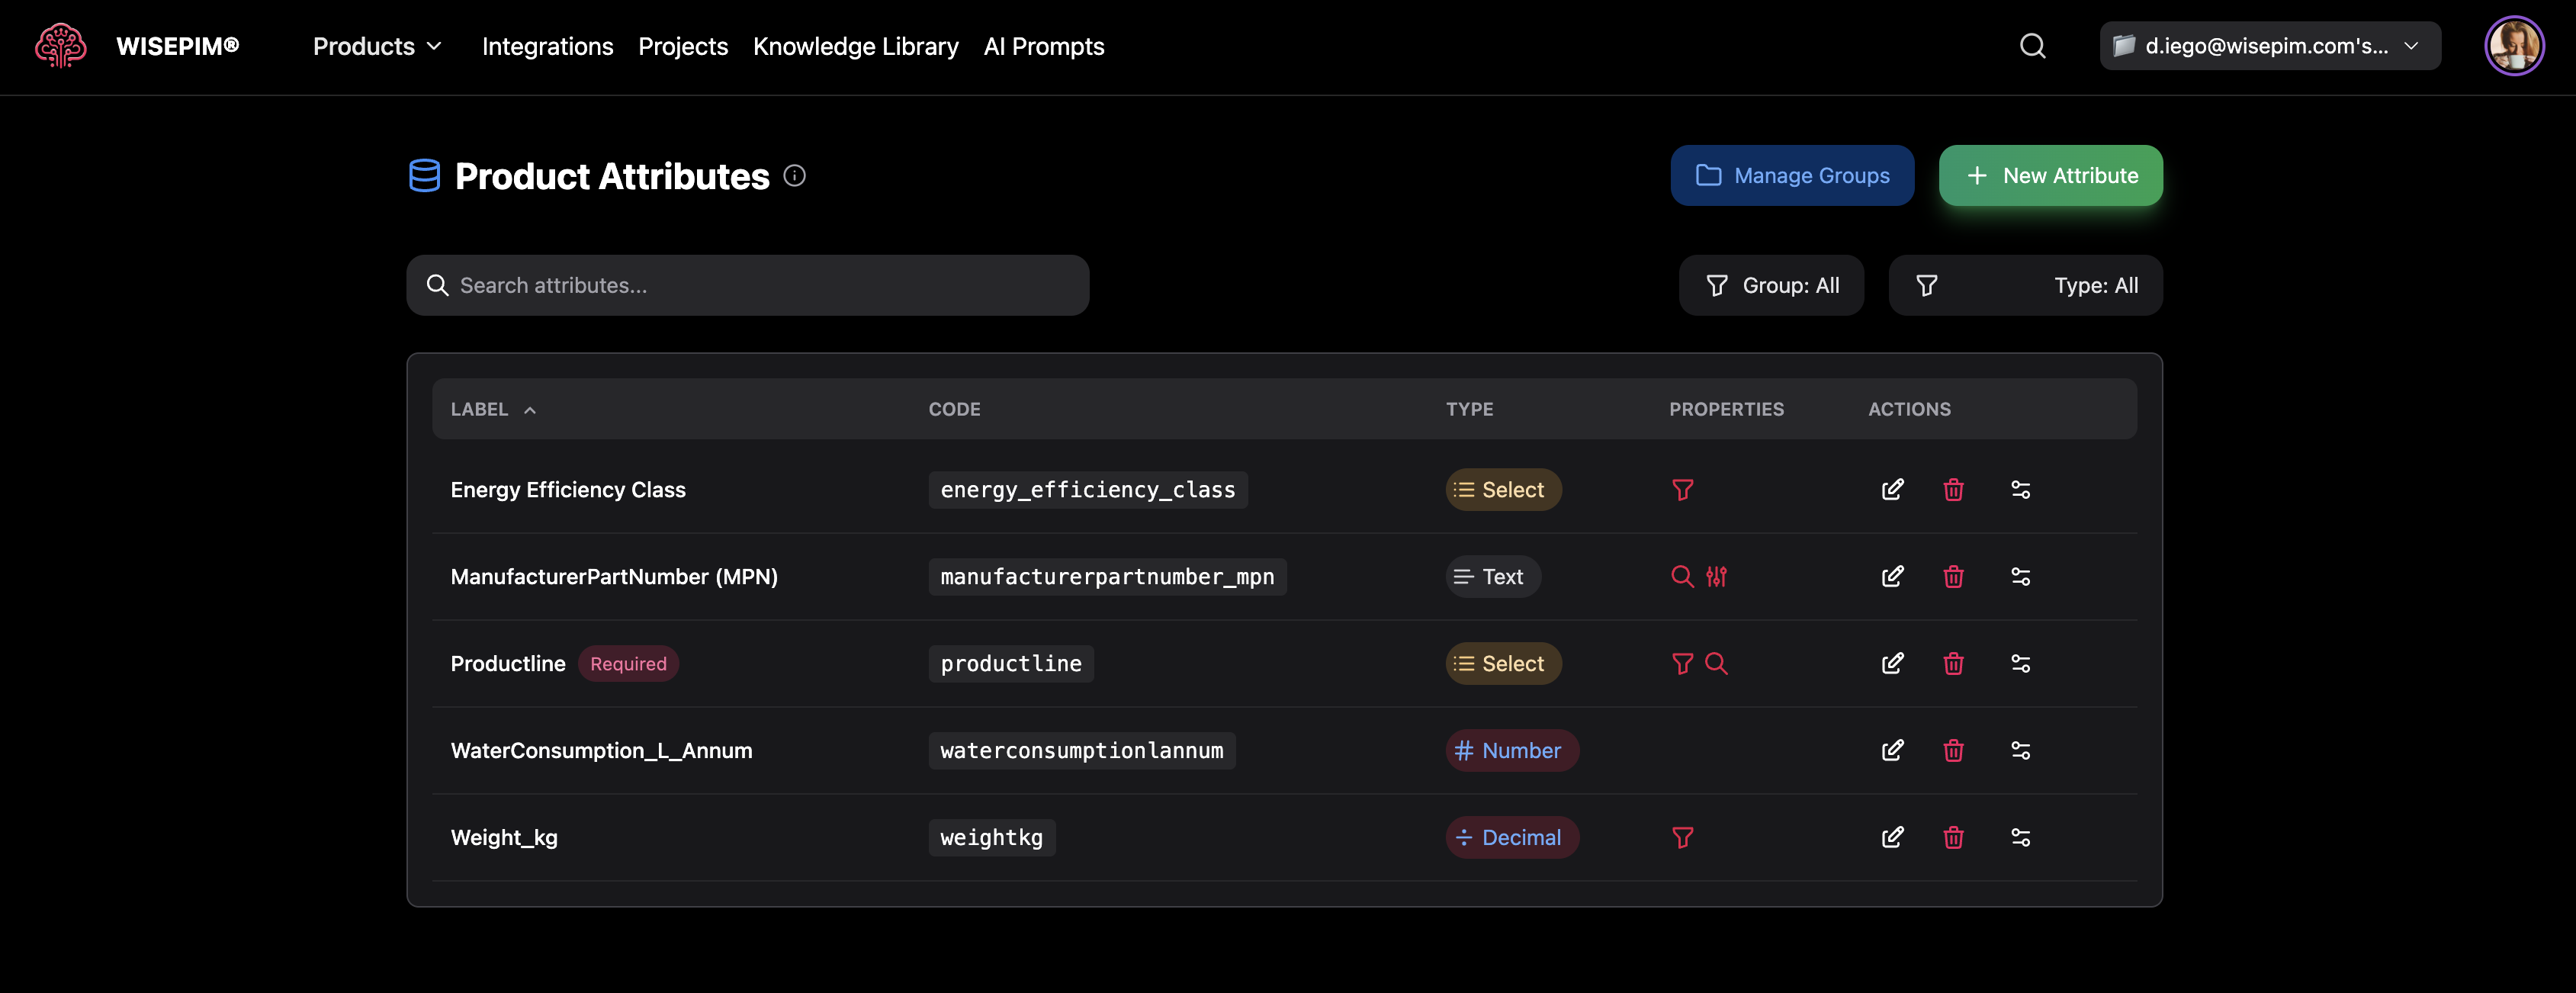 WISEPIM® Products Integrations Projects Knowledge Library AI Prompts d.iego@wisepim.com's...
Product Attributes Manage Groups + New Attribute
Search attributes... Group: All Type: All
LABEL CODE TYPE PROPERTIES ACTIONS
Energy Efficiency Class energy_efficiency_class Select
ManufacturerPartNumber (MPN) manufacturerpartnumber_mpn Text
Productline Required productline Select
WaterConsumption_L_Annum waterconsumptionlannum # Number
Weight_kg weightkg ÷ Decimal